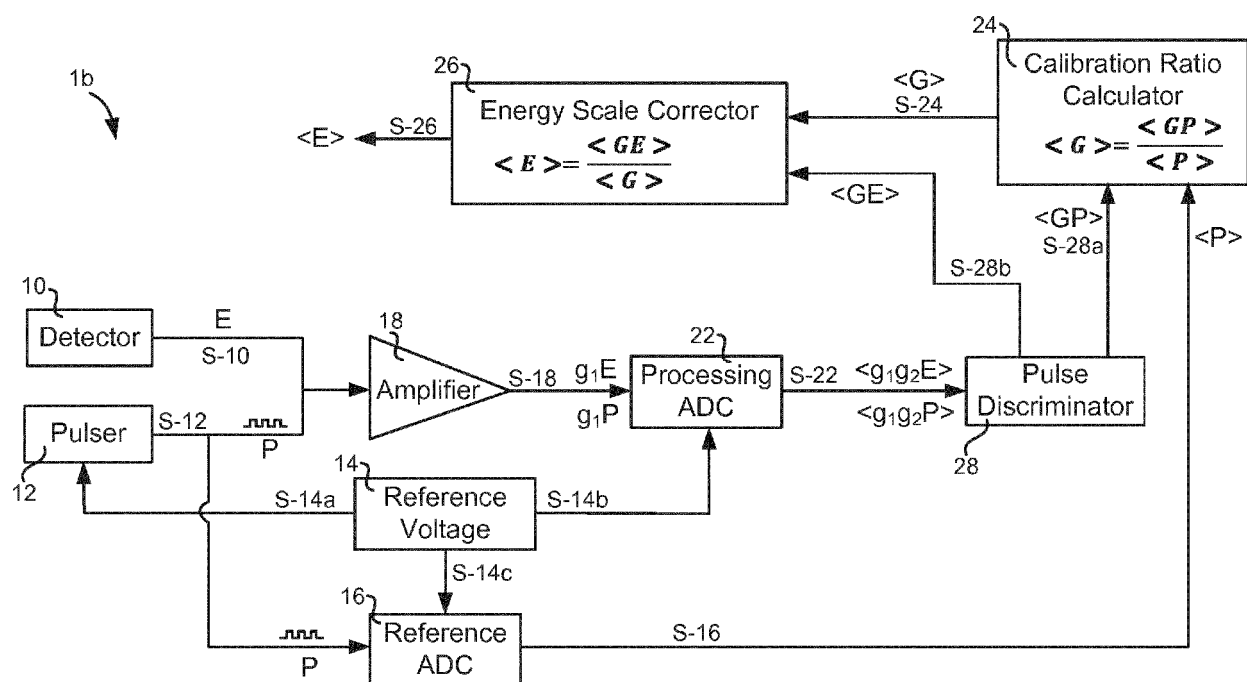 1b
26
Energy Scale Corrector
< E >= < GE > / < G >
<E>
S-26
<G>
S-24
24
Calibration Ratio
Calculator
< G >= < GP > / < P >
<GE>
<GP>
S-28a
<P>
S-28b
10
Detector
E
S-10
Pulser
12
S-12
P
18
Amplifier
S-18
g₁E
g₁P
22
Processing
ADC
S-22
<g₁g₂E>
<g₁g₂P>
Pulse
Discriminator
28
S-14a
14
Reference
Voltage
S-14b
S-14c
16
Reference
ADC
P
S-16